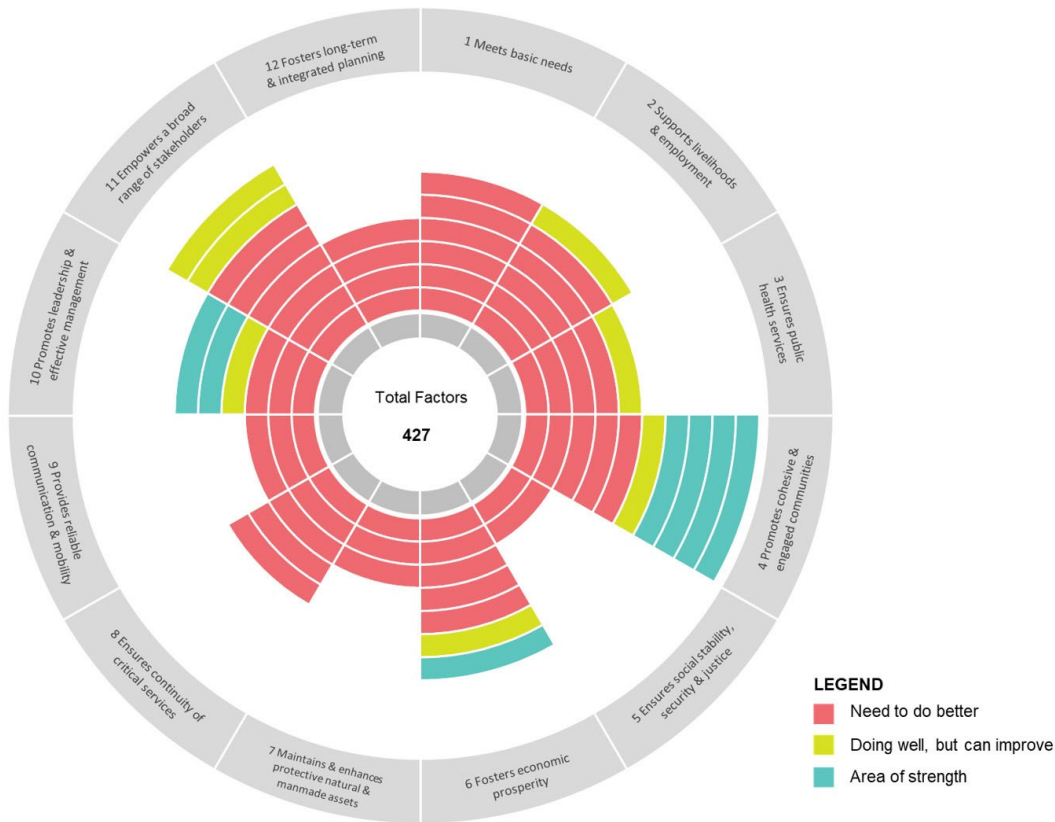 12 Fosters long-term
& integrated planning
1 Meets basic needs
2 Supports livelihoods
& employment
3 Ensures public
health services
4 Promotes cohesive &
engaged communities
5 Ensures social stability,
security & justice
6 Fosters economic
prosperity
7 Maintains & enhances
protective natural &
manmade assets
8 Ensures continuity of
critical services
9 Provides reliable
communication & mobility
10 Promotes leadership &
effective management
11 Empowers a broad
range of stakeholders
Total Factors
427
LEGEND
Need to do better
Doing well, but can improve
Area of strength